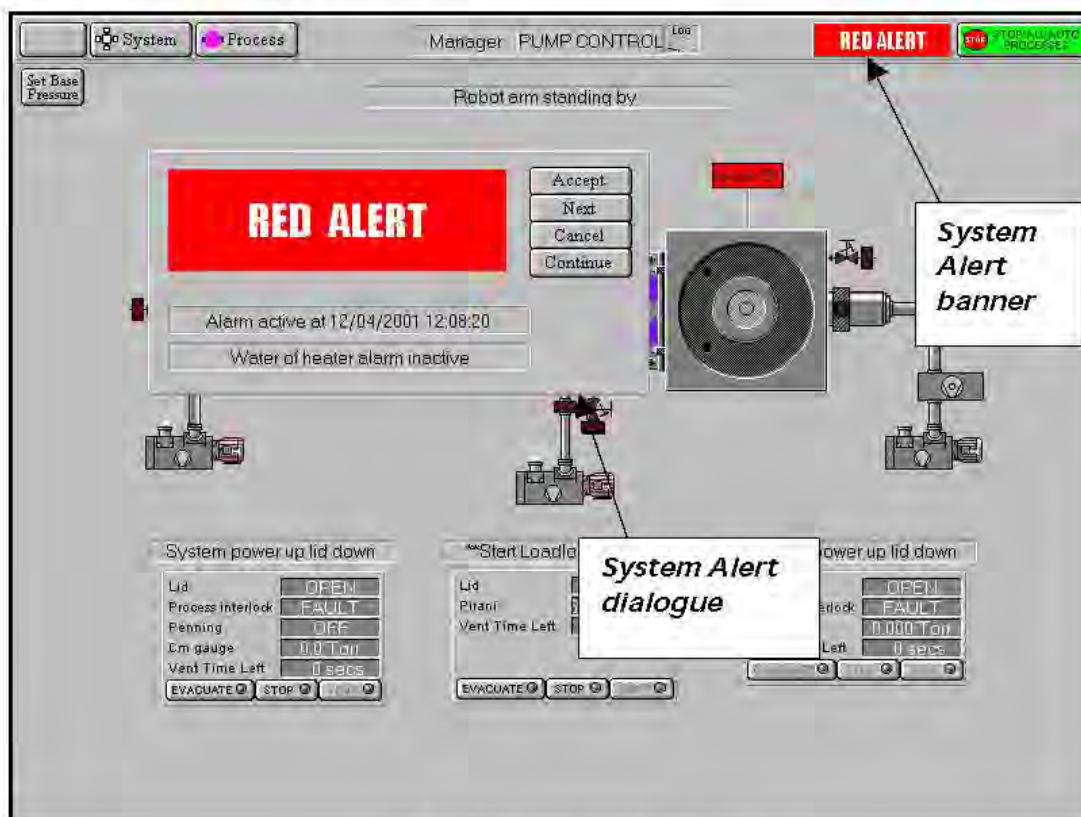 System
Process
Manager PUMP CONTROL
LOG
RED ALERT
STOP
STOP ALL AUTO
PROCESSES
Set Base
Pressure
Robot arm standing by
RED ALERT
Accept
Next
Cancel
Continue
Alarm active at 12/04/2001 12:08:20
Water of heater alarm inactive
System
Alert
banner
System power up lid down
Lid OPEN
Process interlock FAULT
Penning OFF
Cm gauge 0.0 Torr
Vent Time Left 0 secs
EVACUATE STOP
**Start Loadlo
Lid
Pirani
Vent Time Left
EVACUATE STOP
System Alert
dialogue
ower up lid down
OPEN
erlock FAULT
0.000 Torr
Left 0 secs